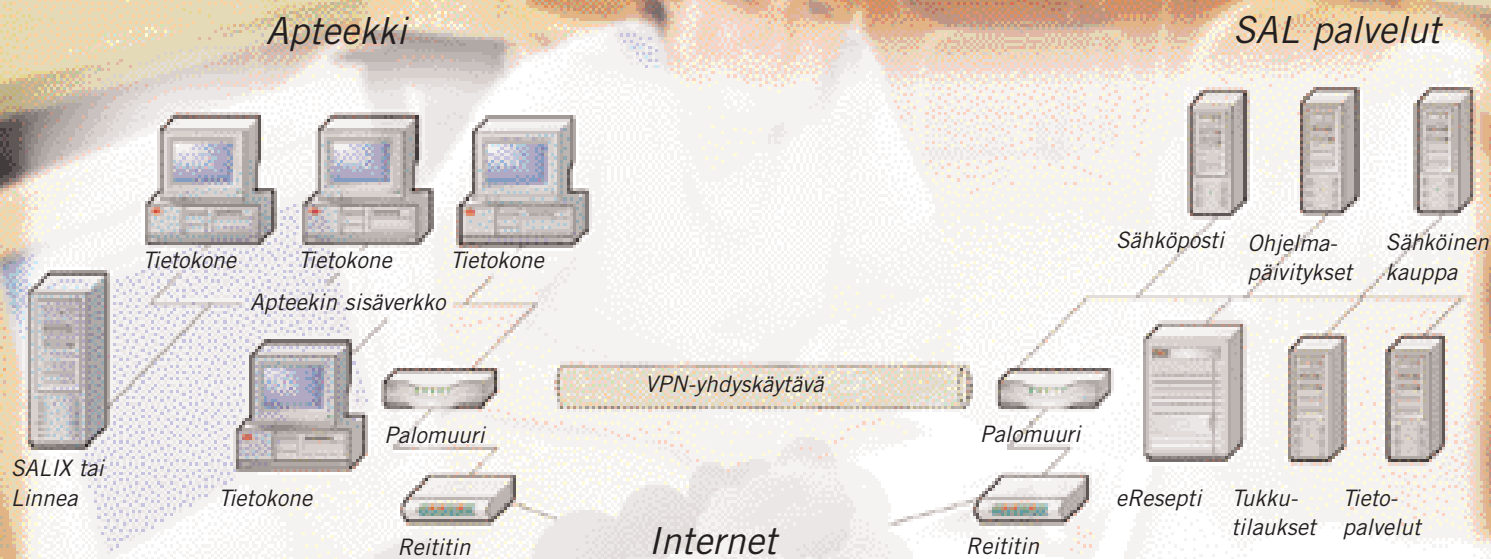 Apteekki
SAL palvelut
Tietokone
Tietokone
Tietokone
Sähköposti
Ohjelma-
päivitykset
Sähköinen
kauppa
Apteekin sisäverkko
VPN-yhdyskäytävä
Palomuuri
Palomuuri
SALIX tai
Linnea
Tietokone
eResepti
Tukku-
tilaukset
Tieto-
palvelut
Reititin
Internet
Reititin